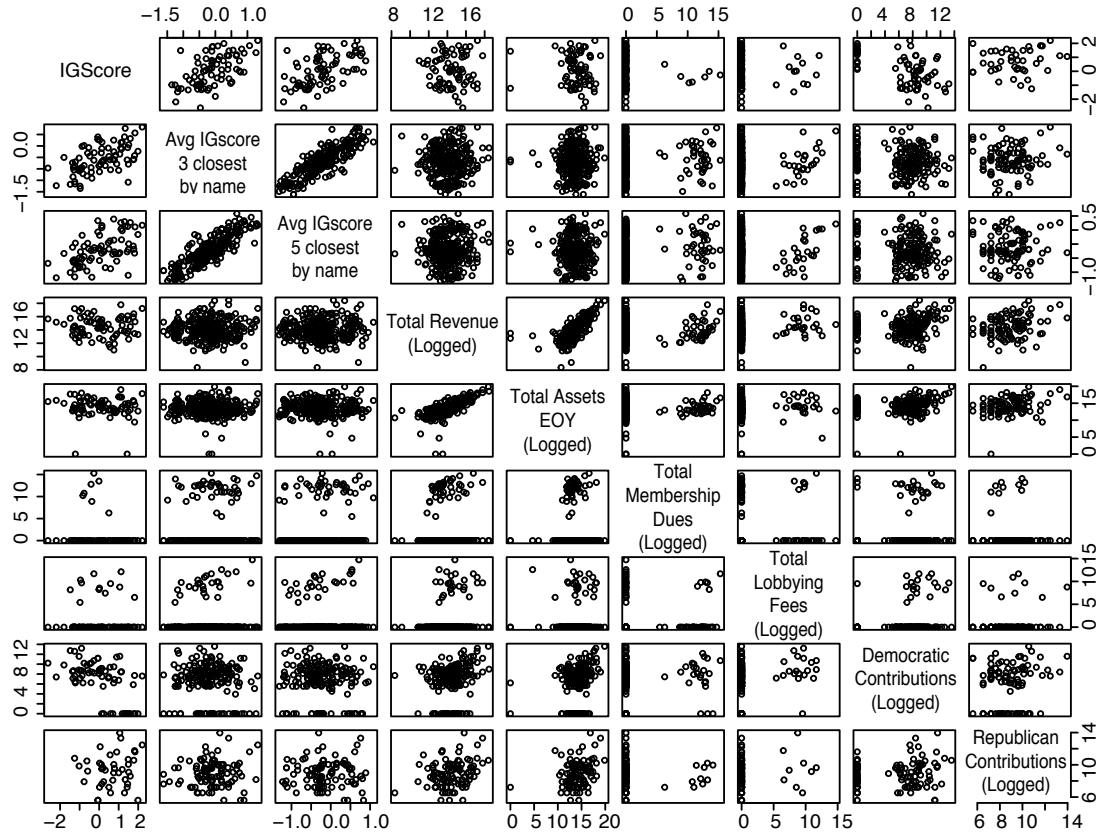 −1.5 0.0 1.0
8 12 16
0 5 10 15
0 4 8 12
IGScore
−2 0 2
0.0
−1.5
Avg IGscore
3 closest
by name
Avg IGscore
5 closest
by name
−1.0 0.5
8 12 16
Total Revenue
(Logged)
Total Assets
EOY
(Logged)
0 5 15
0 5 10
Total
Membership
Dues
(Logged)
Total
Lobbying
Fees
(Logged)
0 5 10 15
0 4 8 12
Democratic
Contributions
(Logged)
Republican
Contributions
(Logged)
6 10 14
−2 0 1 2
−1.0 0.0 1.0
0 5 10 15 20
0 5 10 15
6 8 10 14